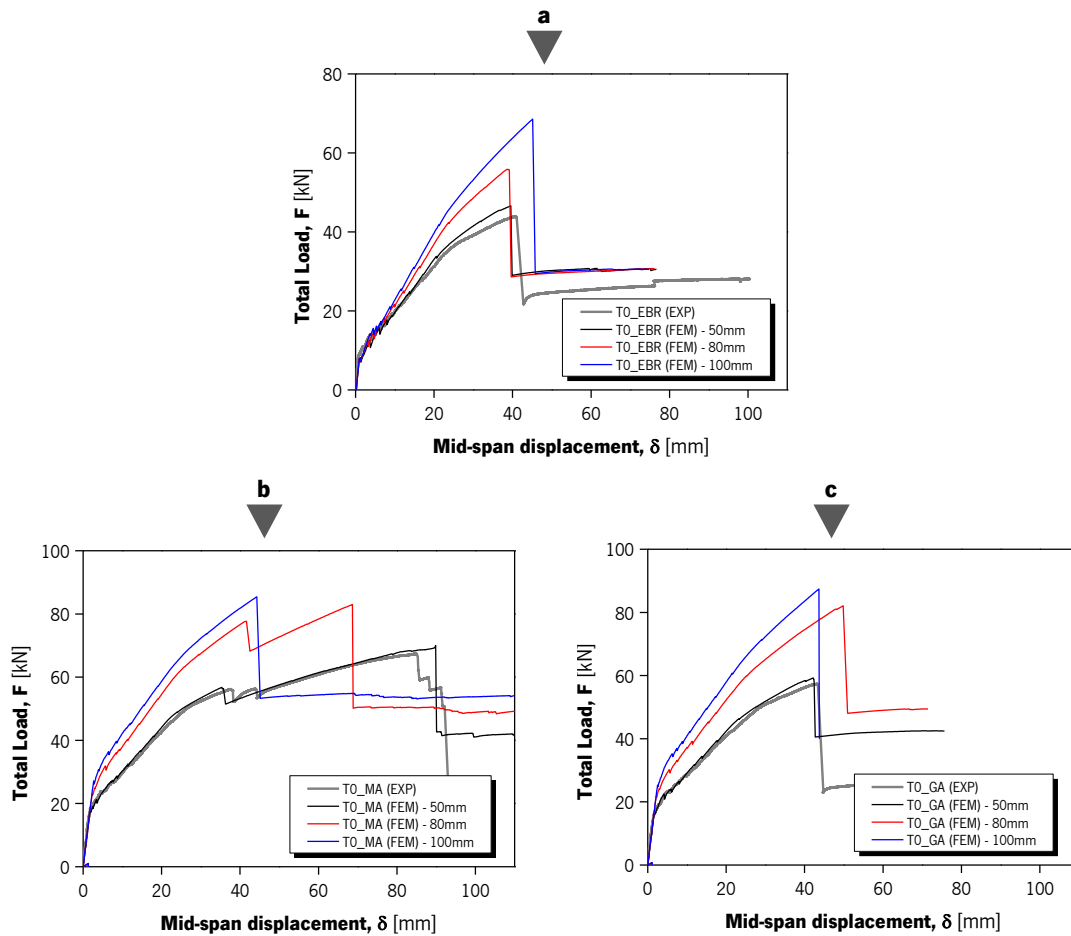 a
80
60
40
20
0
Total Load, F [kN]
T0_EBR (EXP)
T0_EBR (FEM) - 50mm
T0_EBR (FEM) - 80mm
T0_EBR (FEM) - 100mm
0 20 40 60 80 100
Mid-span displacement, δ [mm]
b
100
80
60
40
20
0
Total Load, F [kN]
T0_MA (EXP)
T0_MA (FEM) - 50mm
T0_MA (FEM) - 80mm
T0_MA (FEM) - 100mm
0 20 40 60 80 100
Mid-span displacement, δ [mm]
c
100
80
60
40
20
0
Total Load, F [kN]
T0_GA (EXP)
T0_GA (FEM) - 50mm
T0_GA (FEM) - 80mm
T0_GA (FEM) - 100mm
0 20 40 60 80 100
Mid-span displacement, δ [mm]